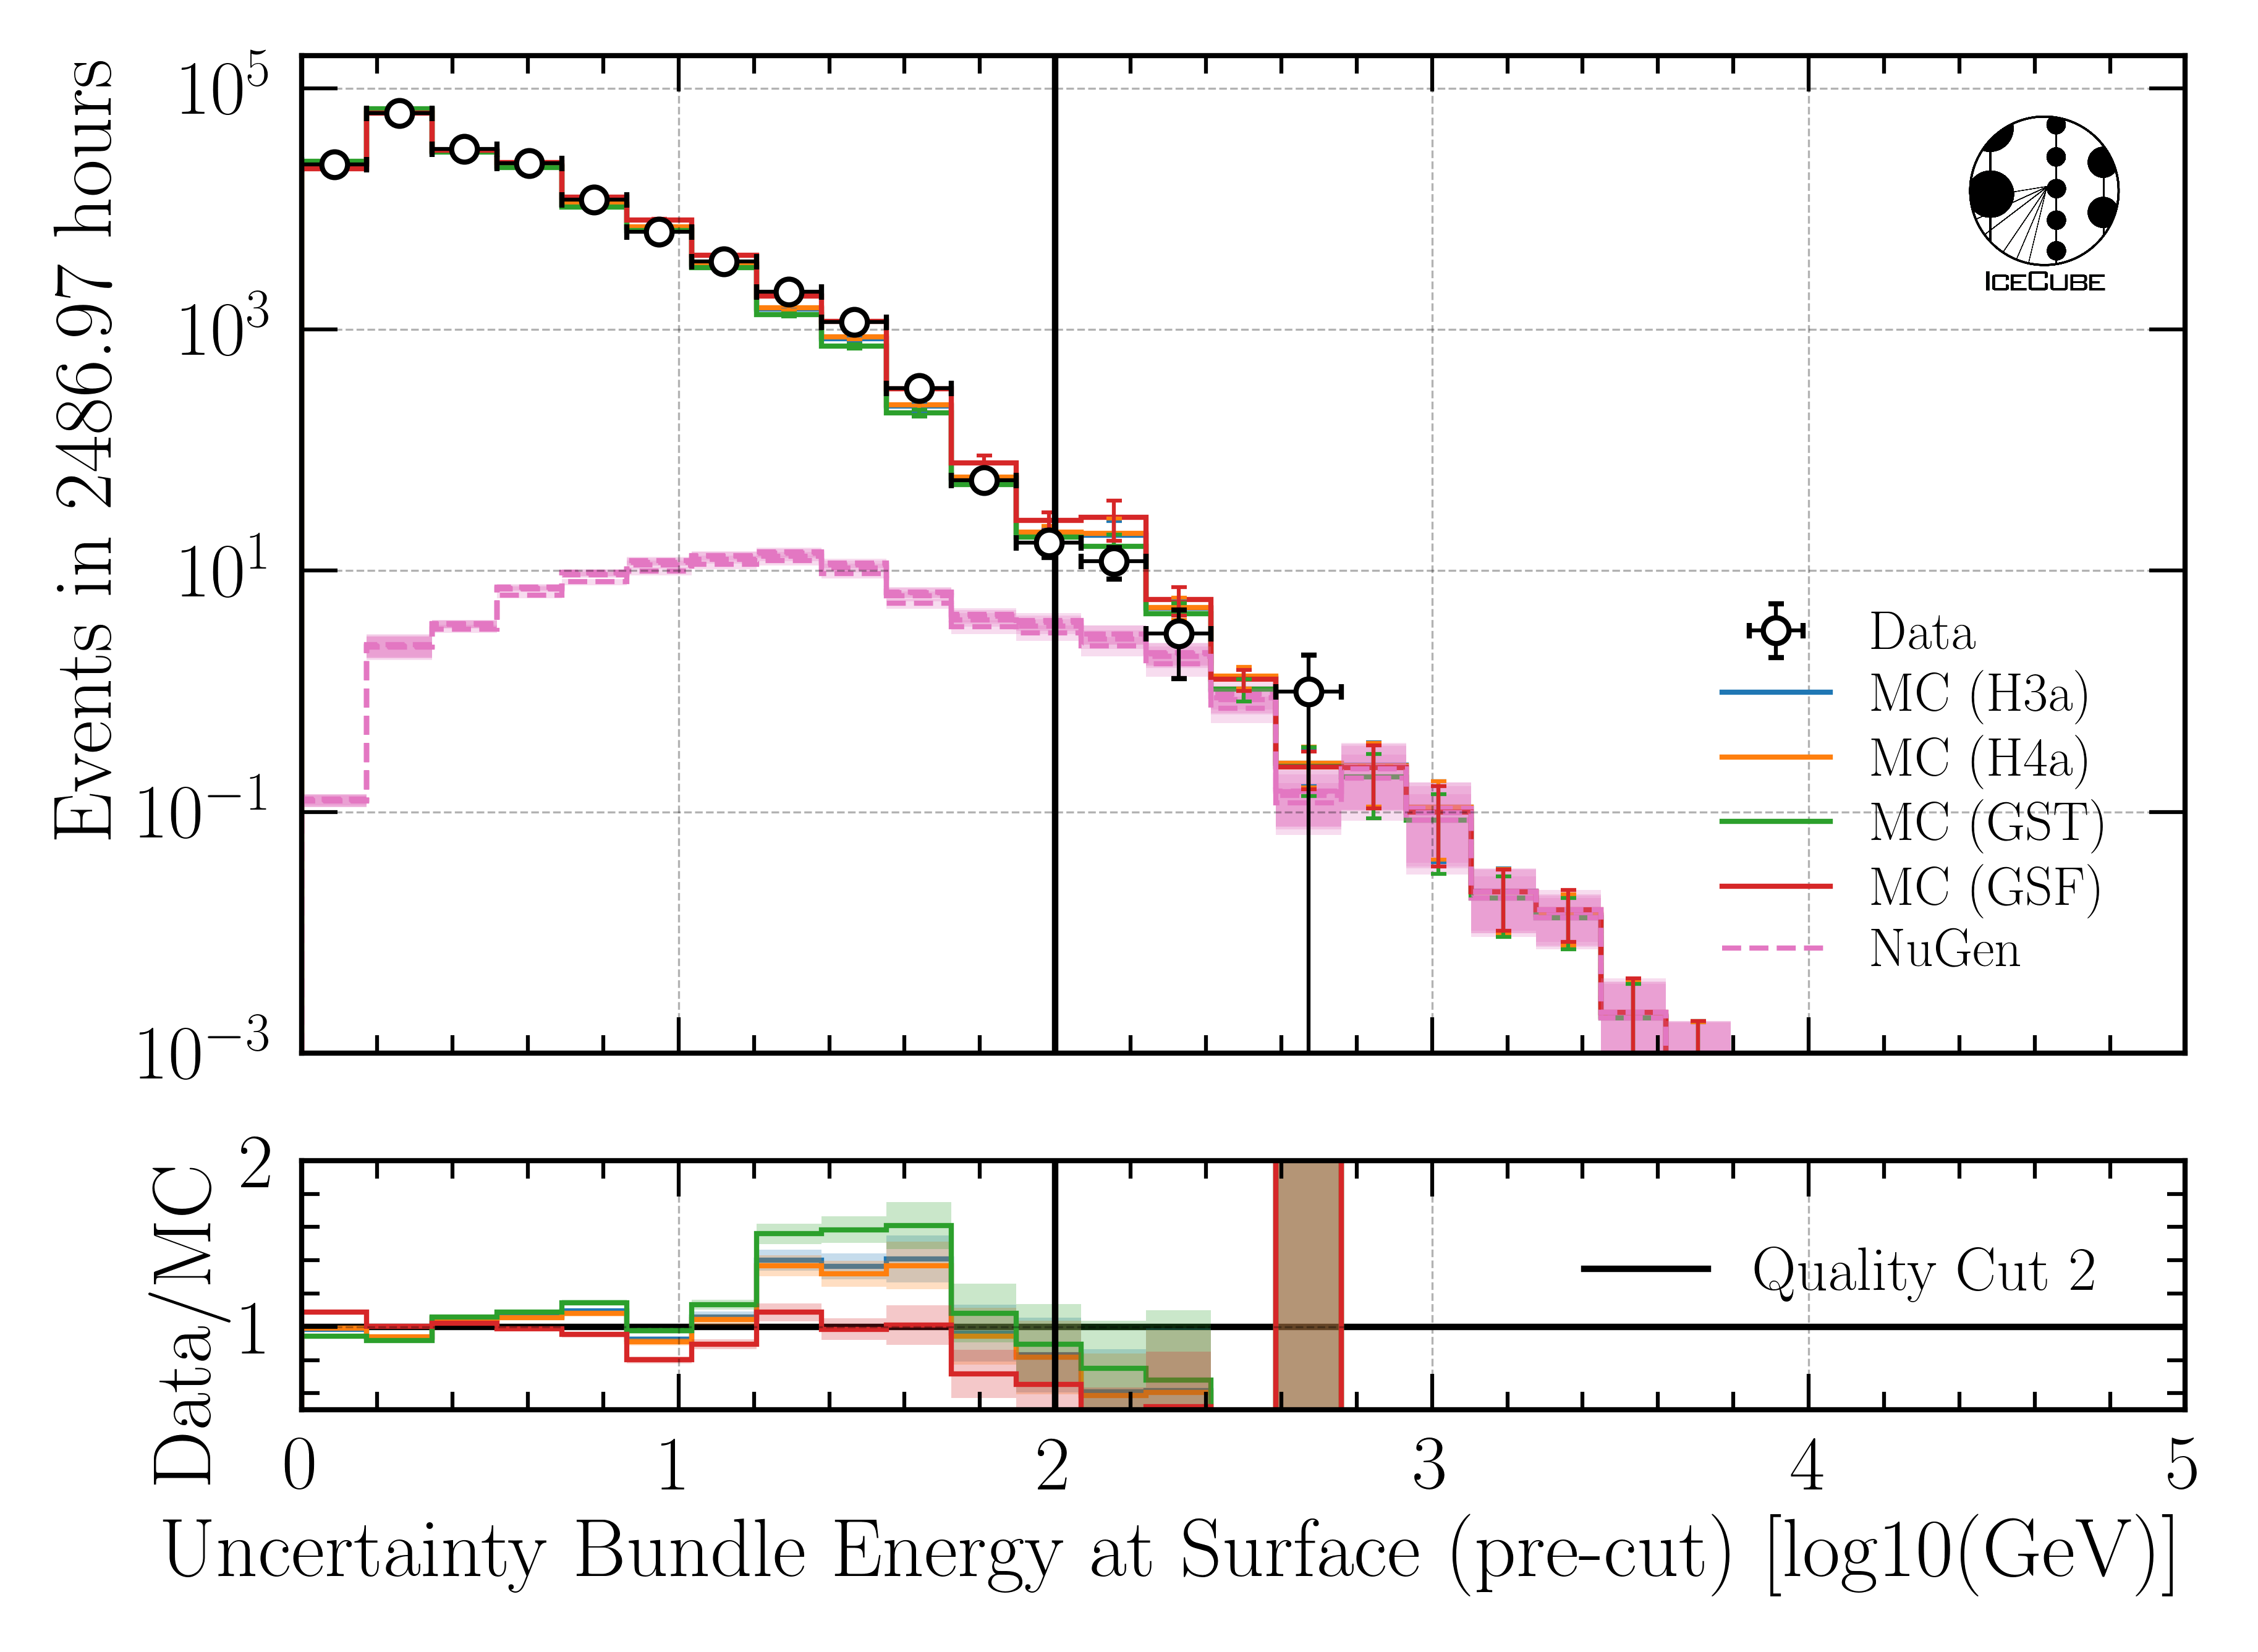 Events in 2486.97 hours
10^5
10^3
10^1
10^−1
10^−3
IceCube
Data
MC (H3a)
MC (H4a)
MC (GST)
MC (GSF)
NuGen
Data/MC
2
1
Quality Cut 2
0 1 2 3 4 5
Uncertainty Bundle Energy at Surface (pre-cut) [log10(GeV)]